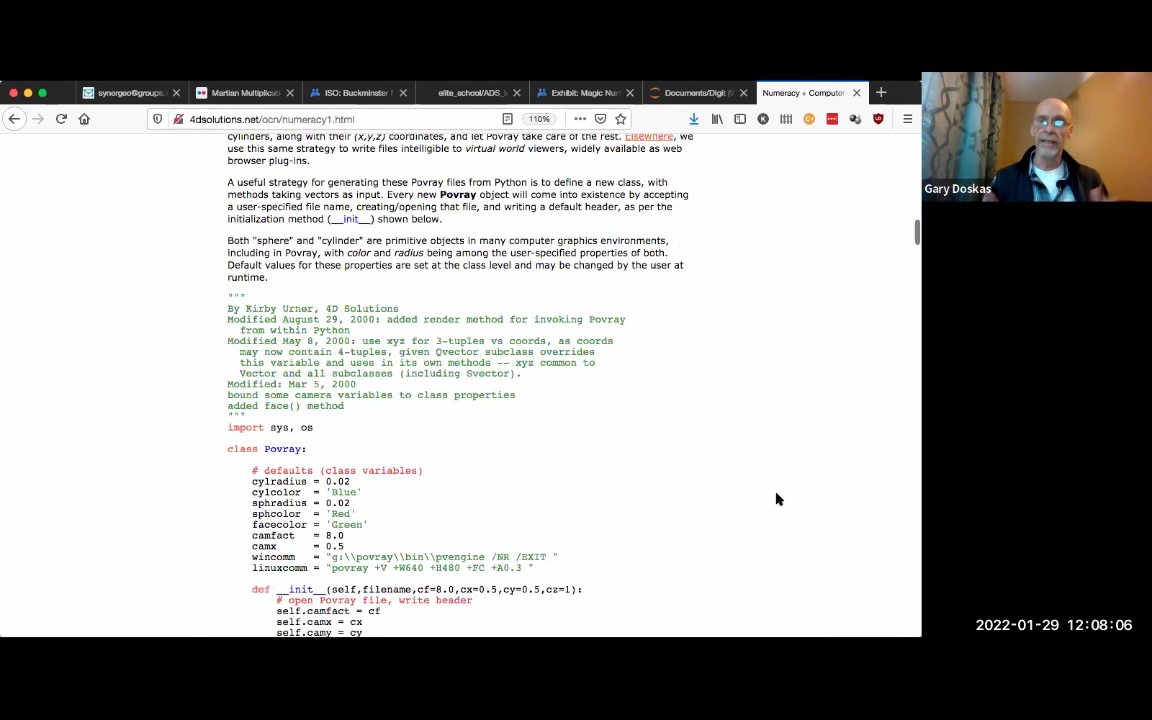 synergeo@groups.
Martian Multiplicat
ISO: Buckminster
elite_school/ADS_
Exhibit: Magic Nu
Documents/Digit
Numeracy + Computer
4dsolutions.net/ocn/numeracy1.html
110%
cylinders, along with their (x,y,z) coordinates, and let Povray take care of the rest. Elsewhere, we
use this same strategy to write files intelligible to virtual world viewers, widely available as web
browser plug-ins.
A useful strategy for generating these Povray files from Python is to define a new class, with
methods taking vectors as input. Every new Povray object will come into existence by accepting
a user-specified file name, creating/opening that file, and writing a default header, as per the
initialization method (__init__) shown below.
Both "sphere" and "cylinder" are primitive objects in many computer graphics environments,
including in Povray, with color and radius being among the user-specified properties of both.
Default values for these properties are set at the class level and may be changed by the user at
runtime.
"""
By Kirby Urner, 4D Solutions
Modified August 29, 2000: added render method for invoking Povray
from within Python
Modified May 8, 2000: use xyz for 3-tuples vs coords, as coords
may now contain 4-tuples, given Qvector subclass overrides
this variable and uses in its own methods -- xyz common to
Vector and all subclasses (including Svector).
Modified: Mar 5, 2000
bound some camera variables to class properties
added face() method
"""
import sys, os
class Povray:
# defaults (class variables)
cylradius = 0.02
cylcolor = 'Blue'
sphradius = 0.02
sphcolor = 'Red'
facecolor = 'Green'
camfact = 8.0
camx = 0.5
wincomm = "g:\\povray\\bin\\pvengine /NR /EXIT "
linuxcomm = "povray +V +W640 +H480 +FC +A0.3 "
def __init__(self,filename,cf=8.0,cx=0.5,cy=0.5,cz=1):
# open Povray file, write header
self.camfact = cf
self.camx = cx
self.camy = cy
Gary Doskas
2022-01-29 12:08:06